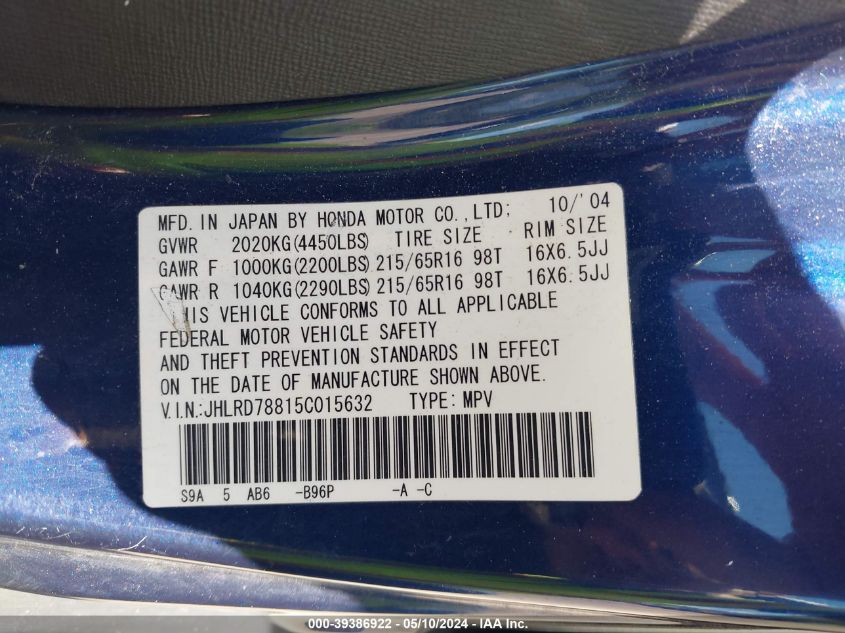 MFD. IN JAPAN BY HONDA MOTOR CO.,LTD; 10/'04
GVWR 2020KG(4450LBS) TIRE SIZE RIM SIZE
GAWR F 1000KG(2200LBS) 215/65R16 98T 16X6.5JJ
GAWR R 1040KG(2290LBS) 215/65R16 98T 16X6.5JJ
THIS VEHICLE CONFORMS TO ALL APPLICABLE
FEDERAL MOTOR VEHICLE SAFETY
AND THEFT PREVENTION STANDARDS IN EFFECT
ON THE DATE OF MANUFACTURE SHOWN ABOVE.
V.I.N.:JHLRD78815C015632 TYPE: MPV
S9A 5 AB6 -B96P -A -C
000-39386922 - 05/10/2024 - IAA Inc.